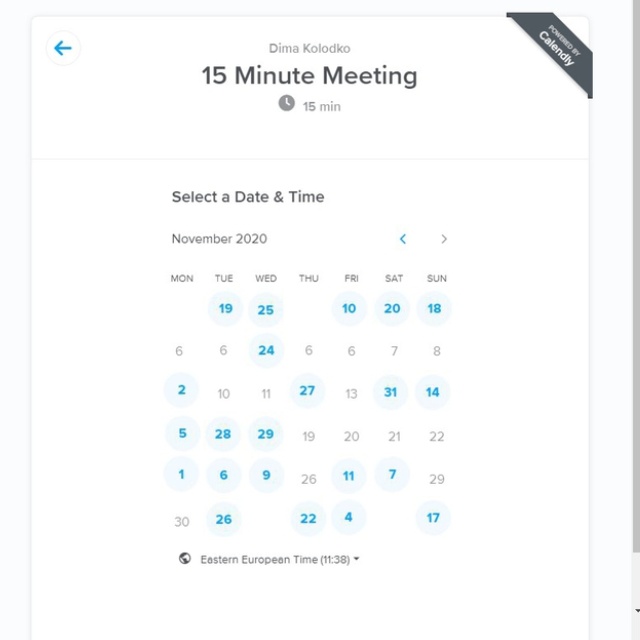 POWERED BY
Calendly
Dima Kolodko
15 Minute Meeting
15 min
Select a Date & Time
November 2020
MON TUE WED THU FRI SAT SUN
19 25 10 20 18
6 6 24 6 6 7 8
2 10 11 27 13 31 14
5 28 29 19 20 21 22
1 6 9 26 11 7 29
30 26 22 4 17
Eastern European Time (11:38)